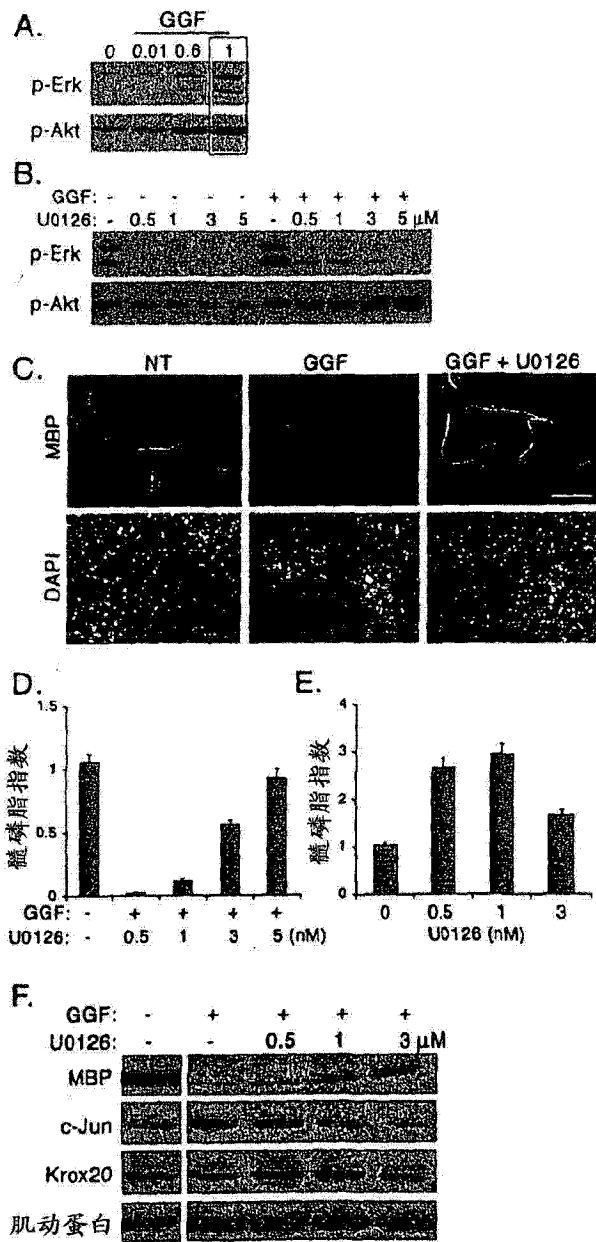 A.
GGF
0 0.01 0.6 1
p-Erk
p-Akt
B.
GGF: - - - - - + + + + +
U0126: - 0.5 1 3 5 - 0.5 1 3 5 μM
p-Erk
p-Akt
C.
NT GGF GGF + U0126
MBP
DAPI
D.
髓磷脂指数
1.5
1
0.5
0
GGF: - + + + +
U0126: - 0.5 1 3 5 (nM)
E.
髓磷脂指数
4
3
2
1
0
0 0.5 1 3
U0126 (nM)
F.
GGF: - + + + +
U0126: - - 0.5 1 3 μM
MBP
c-Jun
Krox20
肌动蛋白